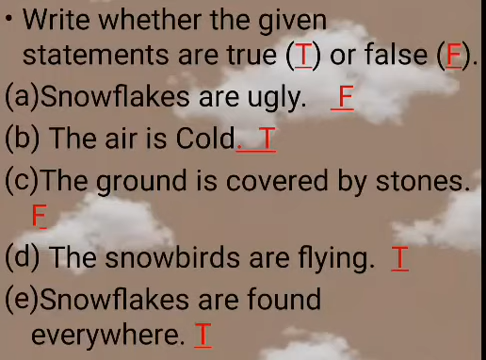 • Write whether the given
statements are true (T) or false (F).
(a)Snowflakes are ugly. F
(b) The air is Cold. T
(c)The ground is covered by stones.
F
(d) The snowbirds are flying. T
(e)Snowflakes are found
everywhere. T